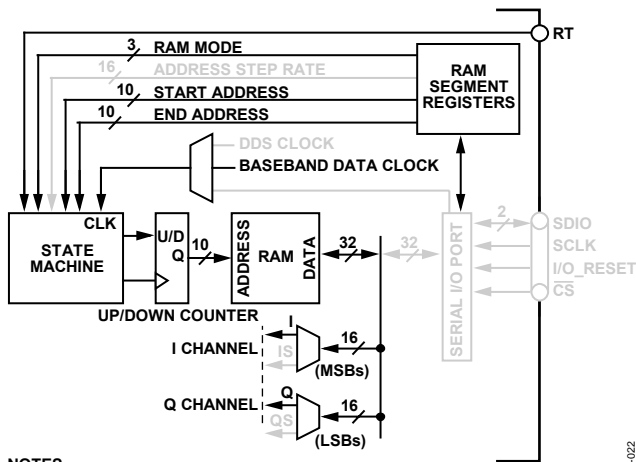 RT
3 RAM MODE
16 ADDRESS STEP RATE
10 START ADDRESS
10 END ADDRESS
RAM
SEGMENT
REGISTERS
DDS CLOCK
BASEBAND DATA CLOCK
CLK
STATE
MACHINE
U/D
Q
10
ADDRESS
RAM
DATA
32
32
SERIAL I/O PORT
2
SDIO
SCLK
I/O_RESET
CS
UP/DOWN COUNTER
I CHANNEL
I
IS
16
(MSBs)
Q CHANNEL
Q
QS
16
(LSBs)
-022